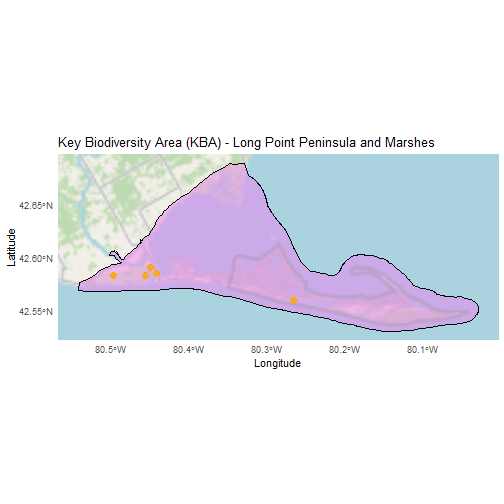 Key Biodiversity Area (KBA) - Long Point Peninsula and Marshes
42.65°N
42.60°N
42.55°N
Latitude
80.5°W 80.4°W 80.3°W 80.2°W 80.1°W
Longitude